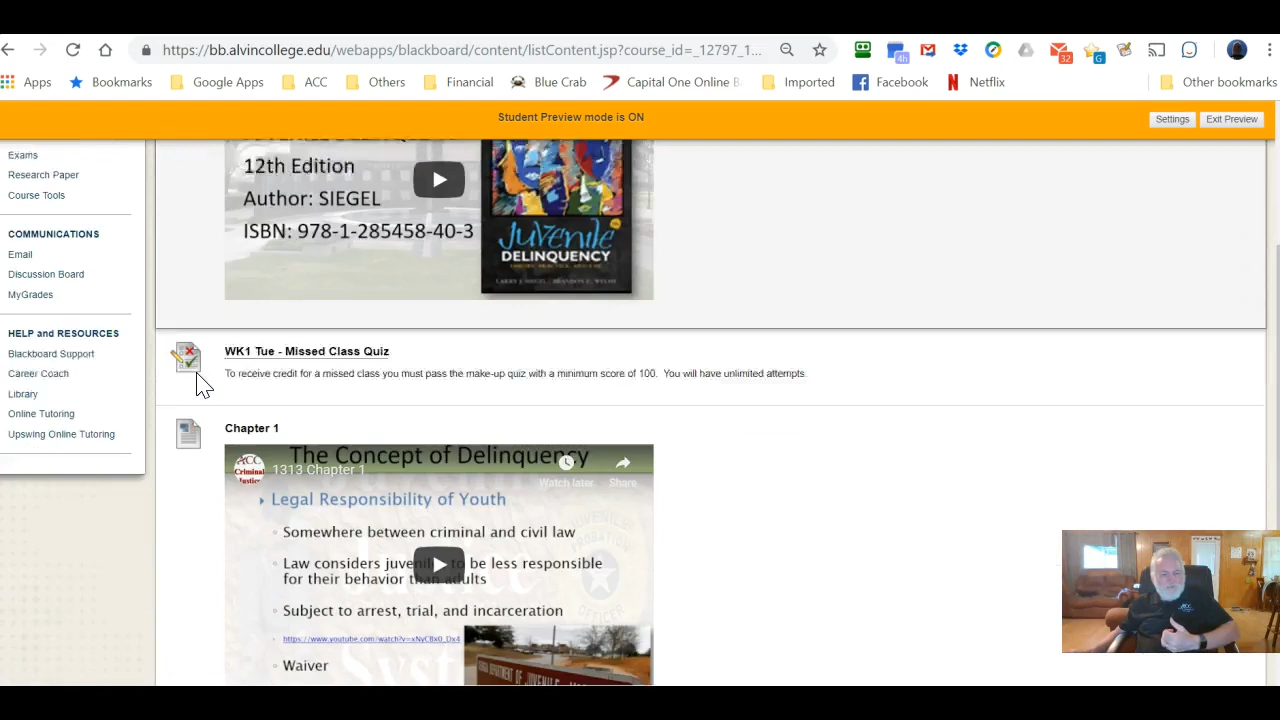 https://bb.alvincollege.edu/webapps/blackboard/content/listContent.jsp?course_id=_12797_1...
4h
32
G
Apps
Bookmarks
Google Apps
ACC
Others
Financial
Blue Crab
Capital One Online B
Imported
Facebook
Netflix
Other bookmarks
Student Preview mode is ON
Settings
Exit Preview
Exams
Research Paper
Course Tools
COMMUNICATIONS
Email
Discussion Board
MyGrades
HELP and RESOURCES
Blackboard Support
Career Coach
Library
Online Tutoring
Upswing Online Tutoring
12th Edition
Author: SIEGEL
ISBN: 978-1-285458-40-3
Juvenile
DELINQUENCY
WK1 Tue - Missed Class Quiz
To receive credit for a missed class you must pass the make-up quiz with a minimum score of 100. You will have unlimited attempts.
Chapter 1
The Concept of Delinquency
ACC
Criminal
Justice
1313 Chapter 1
Watch later
Share
Legal Responsibility of Youth
Somewhere between criminal and civil law
Law considers juveniles to be less responsible
for their behavior than adults
Subject to arrest, trial, and incarceration
Waiver